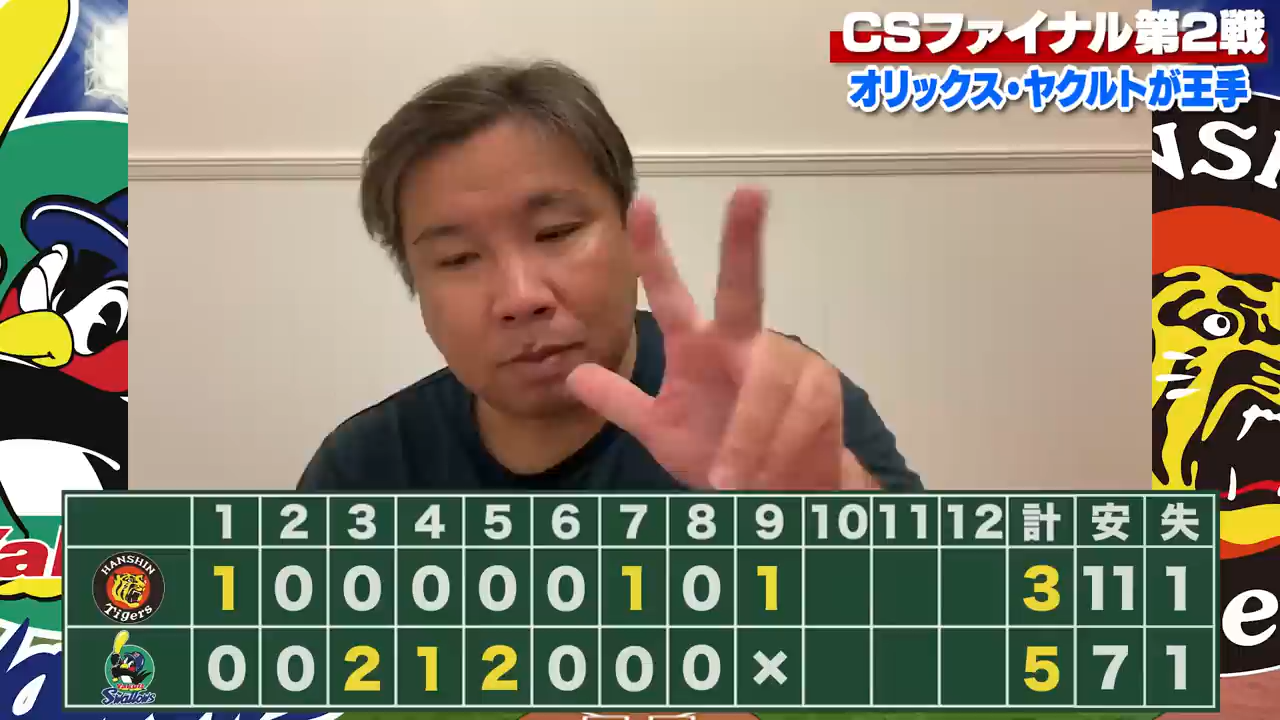 CSファイナル第2戦
オリックス・ヤクルトが王手
1 2 3 4 5 6 7 8 9 10 11 12 計 安 失
HANSHIN Tigers 1 0 0 0 0 0 1 0 1 3 11 1
Yakult Swallows 0 0 2 1 2 0 0 0 × 5 7 1